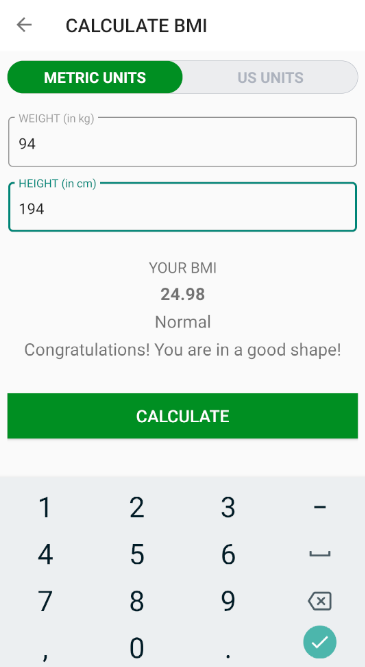 CALCULATE BMI
METRIC UNITS
US UNITS
WEIGHT (in kg)
94
HEIGHT (in cm)
194
YOUR BMI
24.98
Normal
Congratulations! You are in a good shape!
CALCULATE
1 2 3 -
4 5 6
7 8 9
, 0 .